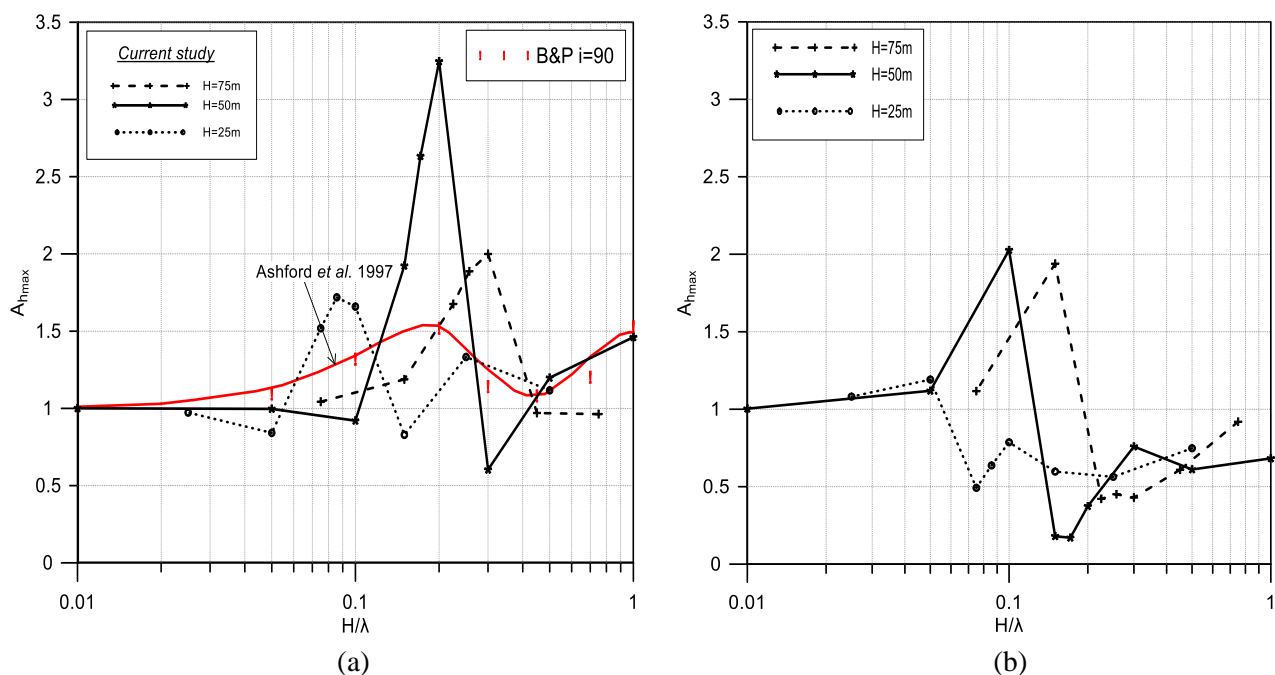 3.5
3
2.5
2
1.5
1
0.5
0
A_hmax
Current study
H=75m
H=50m
H=25m
B&P i=90
Ashford et al. 1997
0.01
0.1
1
H/λ
(a)
3.5
3
2.5
2
1.5
1
0.5
0
A_hmax
H=75m
H=50m
H=25m
0.01
0.1
1
H/λ
(b)